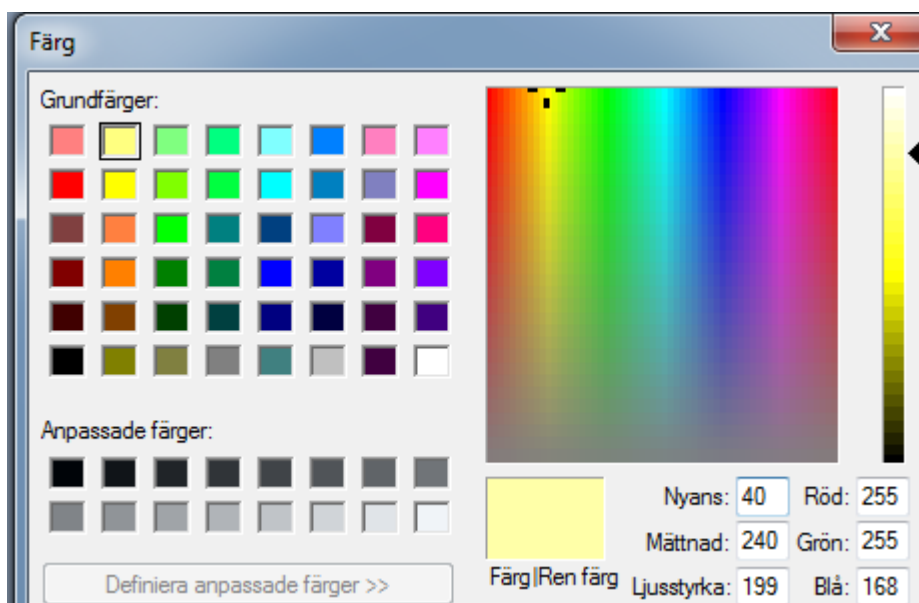 Färg
Grundfärger:
Anpassade färger:
Definiera anpassade färger >>
Färg|Ren färg
Nyans: 40 Röd: 255
Mättnad: 240 Grön: 255
Ljusstyrka: 199 Blå: 168